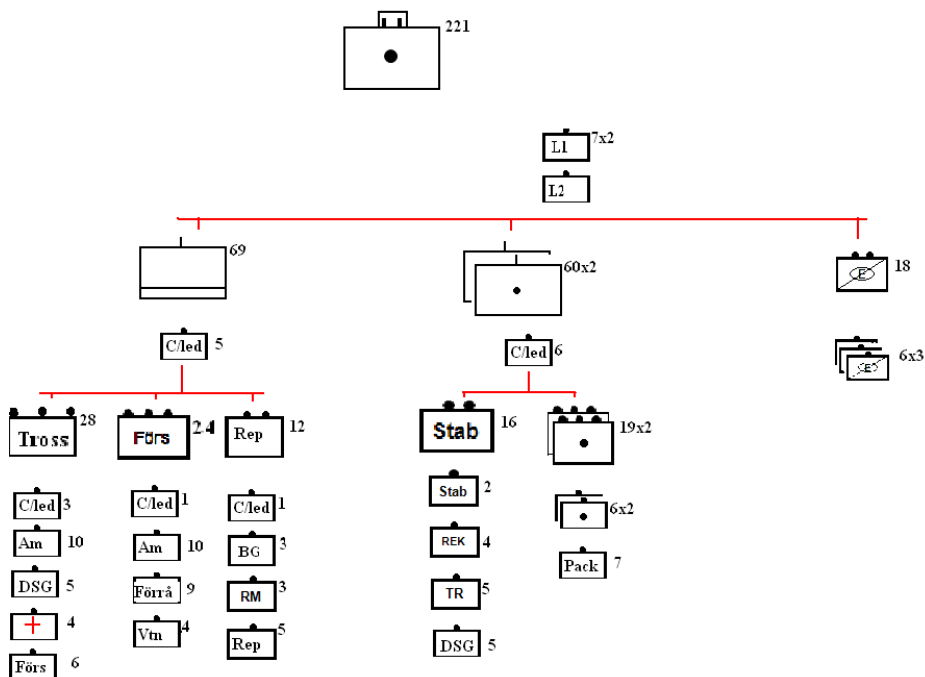 221
L1 7x2
L2
69
60x2
18
E
C/led 5
C/led 6
6x3
E
Tross 28
Förs 24
Rep 12
Stab 16
19x2
C/led 3
C/led 1
C/led 1
Stab 2
6x2
Am 10
Am 10
BG 3
REK 4
Pack 7
DSG 5
Förrå 9
RM 3
TR 5
4
Vtn 4
Rep 5
DSG 5
Förs 6